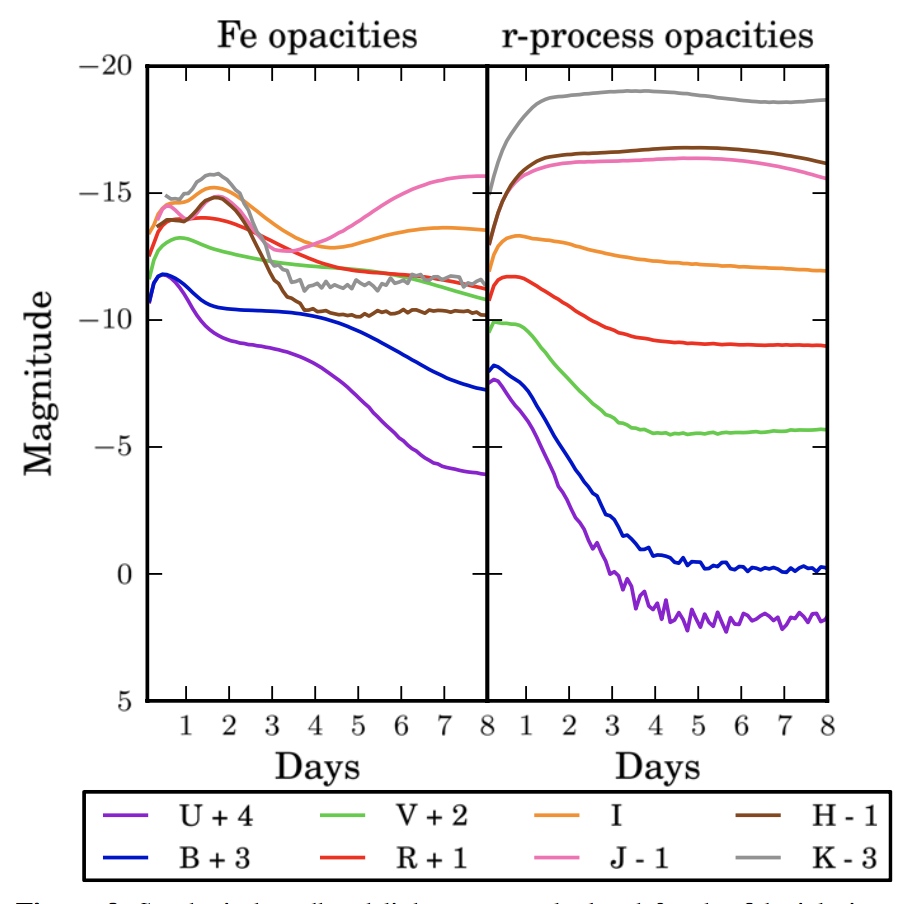 Fe opacities
r-process opacities
−20
−15
−10
−5
0
5
Magnitude
1 2 3 4 5 6 7 8 1 2 3 4 5 6 7 8
Days
Days
U + 4 V + 2 I H - 1
B + 3 R + 1 J - 1 K - 3